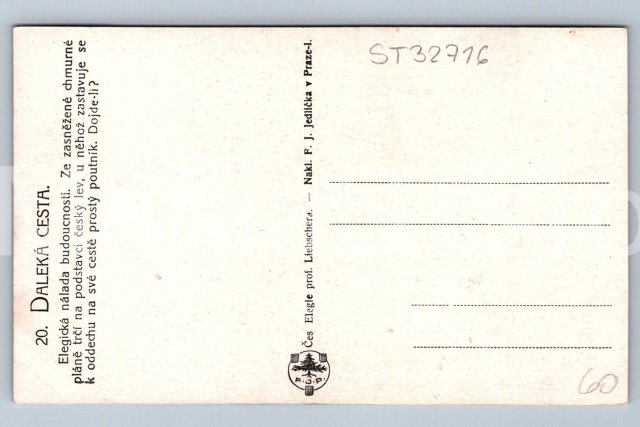 20. DALEKÁ CESTA.
Elegická nálada budoucnosti. Ze zasněžené chmurné
pláně trčí na podstavci český lev, u něhož zastavuje se
k oddechu na své cestě prostý poutník. Dojde-li?
Čes Elegie prof. Liebschera. — Nakl. F. J. Jedlička v Praze-I.
ST32716
60